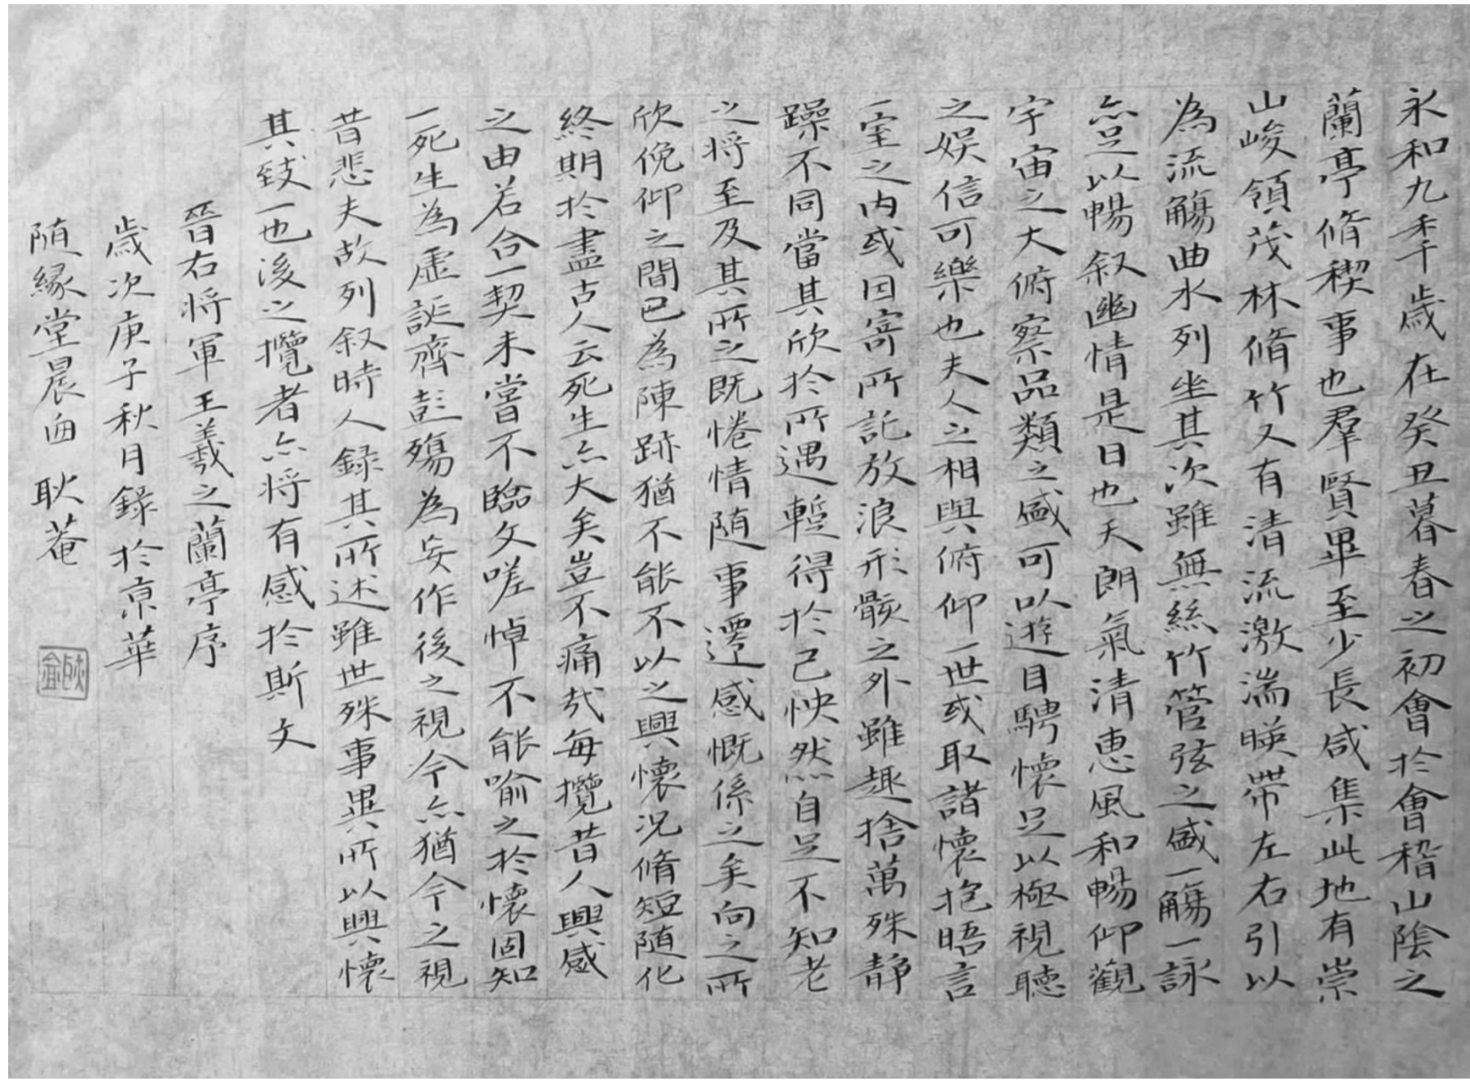 永和九秊歲在癸丑暮春之初會於會稽山陰之
蘭亭脩稧事也羣賢畢至少長咸集此地有崇
山峻領茂林脩竹又有清流激湍暎帶左右引以
為流觴曲水列坐其次雖無絲竹管弦之盛一觴一詠
亦足以暢叙幽情是日也天朗氣清恵風和暢仰觀
宇宙之大俯察品類之盛可以遊目騁懷足以極視聽
之娱信可樂也夫人之相與俯仰一世或取諸懷抱晤言
一室之内或因寄所託放浪形骸之外雖趣捨萬殊静
躁不同當其欣於所遇蹔得於己怏然自足不知老
之将至及其所之既惓情随事遷感慨係之矣向之所
欣俛仰之間已為陳跡猶不能不以之興懷況脩短随化
終期於盡古人云死生亦大矣豈不痛哉每攬昔人興感
之由若合一契未嘗不臨文嗟悼不能喻之於懷固知
一死生為虛誕齊彭殤為妄作後之視今亦猶今之視
昔悲夫故列叙時人録其所述雖世殊事異所以興懷
其致一也後之攬者亦将有感於斯文
晉右将軍王羲之蘭亭序
歲次庚子秋月録於京華
随緣堂晨西 耿菴